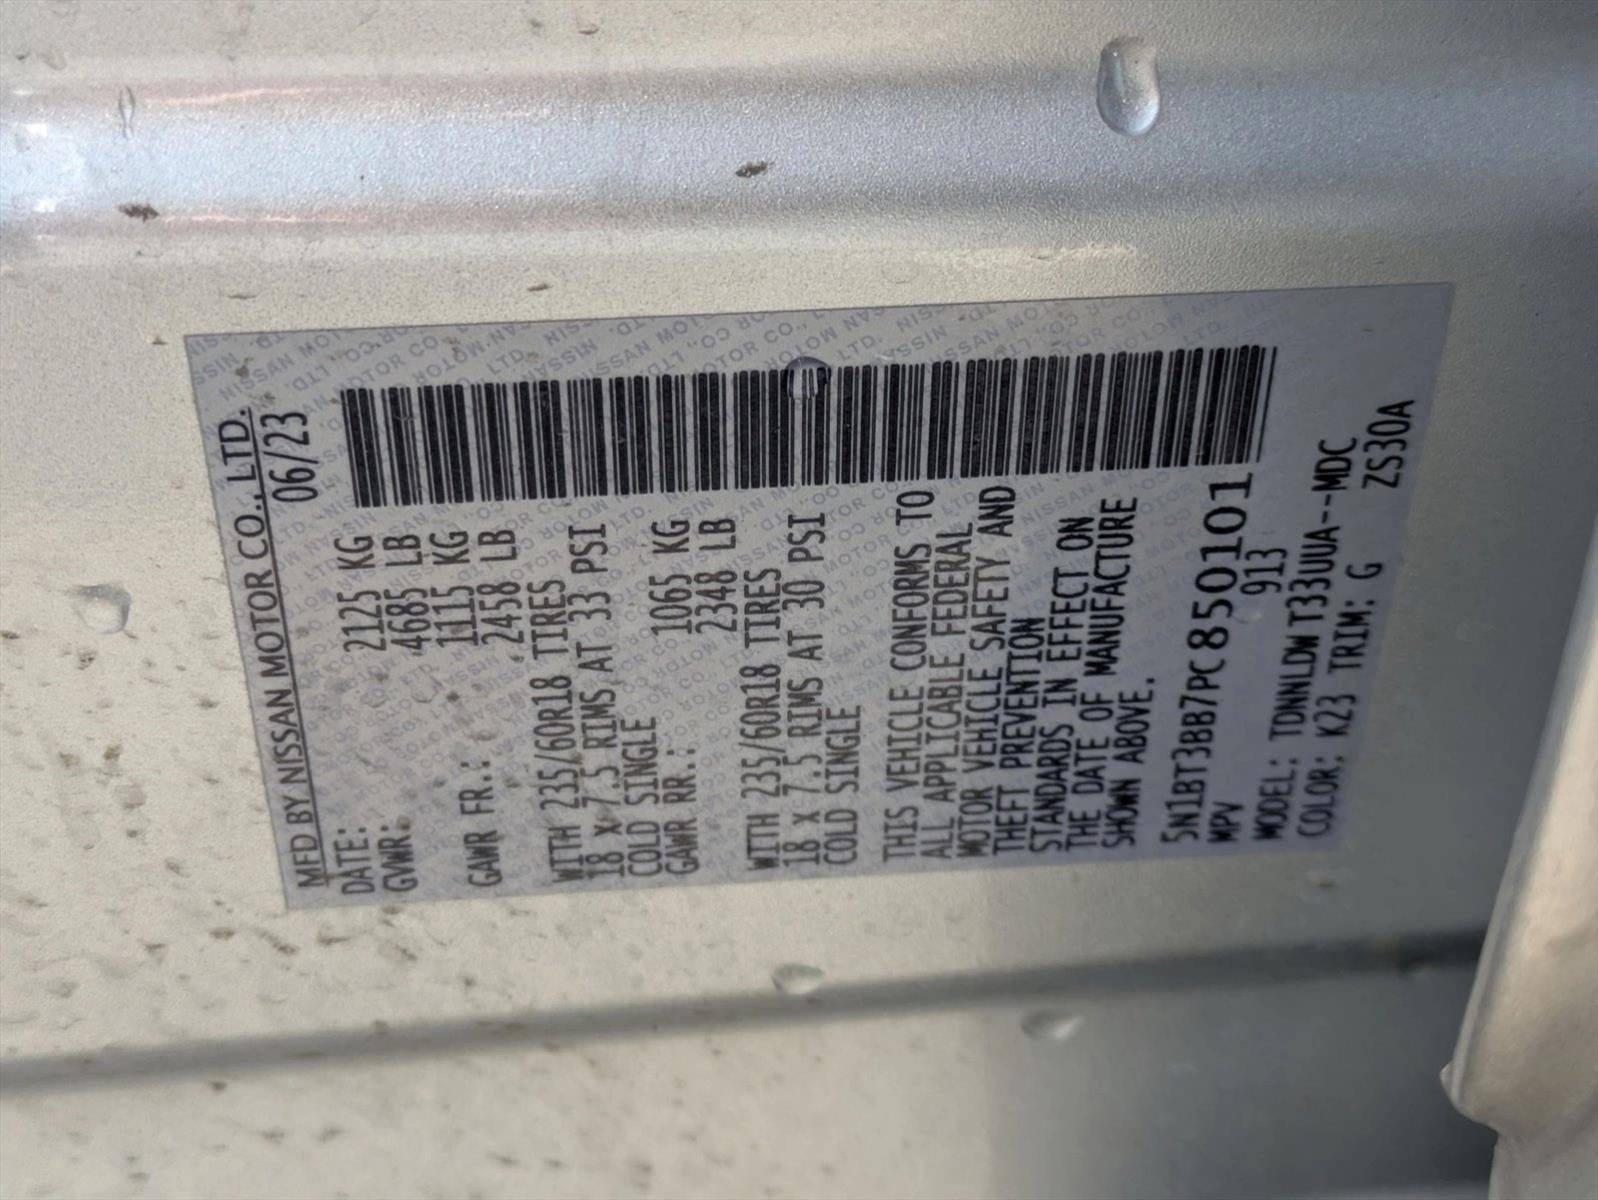 MFD BY NISSAN MOTOR CO., LTD.
DATE: 06/23
GVWR: 2125 KG
4685 LB
1115 KG
GAWR FR.: 2458 LB
WITH 235/60R18 TIRES
18 X 7.5 RIMS AT 33 PSI
COLD SINGLE
GAWR RR.: 1065 KG
2348 LB
WITH 235/60R18 TIRES
18 X 7.5 RIMS AT 30 PSI
COLD SINGLE
THIS VEHICLE CONFORMS TO
ALL APPLICABLE FEDERAL
MOTOR VEHICLE SAFETY AND
THEFT PREVENTION
STANDARDS IN EFFECT ON
THE DATE OF MANUFACTURE
SHOWN ABOVE.
5N1BT3BB7PC850101
MPV 913
MODEL: TDNNLDW T33UUA--MDC
COLOR: K23 TRIM: G ZS30A